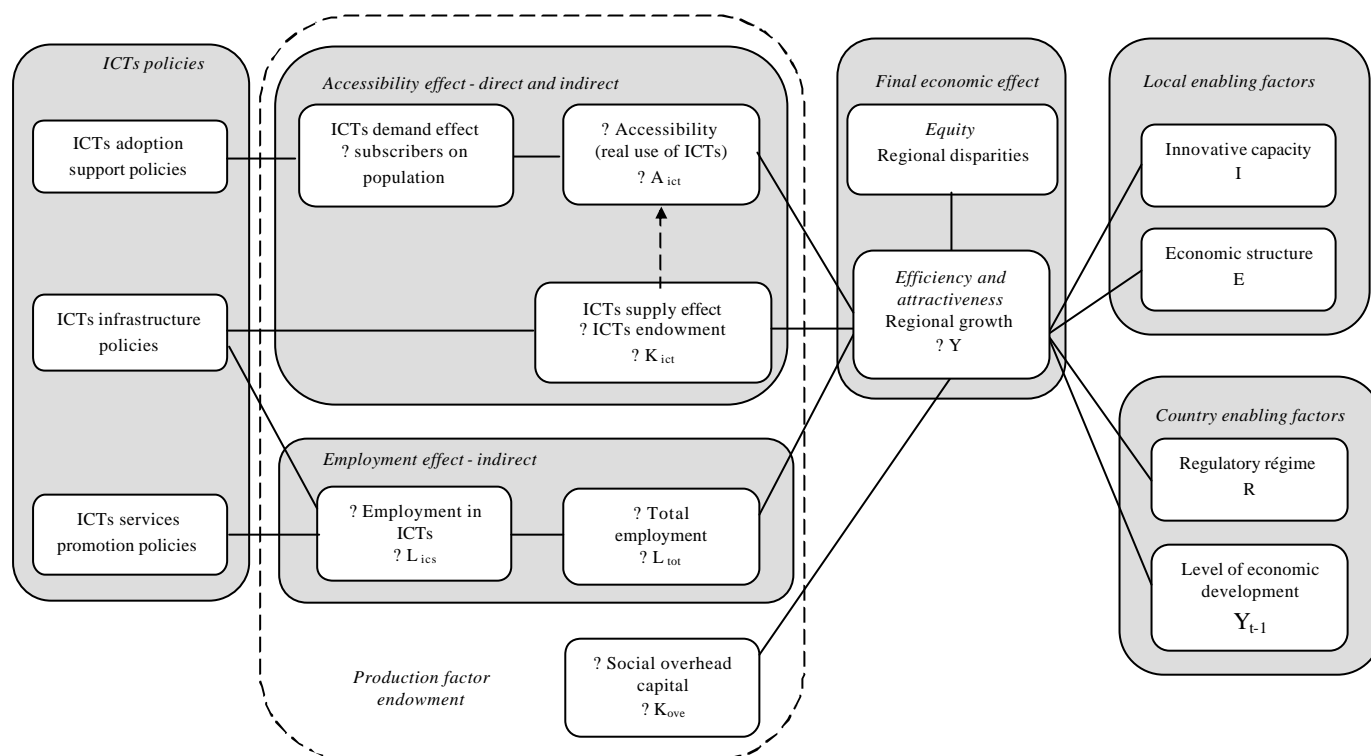 ICTs policies
ICTs adoption
support policies
ICTs infrastructure
policies
ICTs services
promotion policies
Accessibility effect - direct and indirect
ICTs demand effect
? subscribers on
population
? Accessibility
(real use of ICTs)
? A ict
ICTs supply effect
? ICTs endowment
? K ict
Employment effect - indirect
? Employment in
ICTs
? L ics
? Total
employment
? L tot
Production factor
endowment
? Social overhead
capital
? Kove
Final economic effect
Equity
Regional disparities
Efficiency and
attractiveness
Regional growth
? Y
Local enabling factors
Innovative capacity
I
Economic structure
E
Country enabling factors
Regulatory régime
R
Level of economic
development
Yt-1